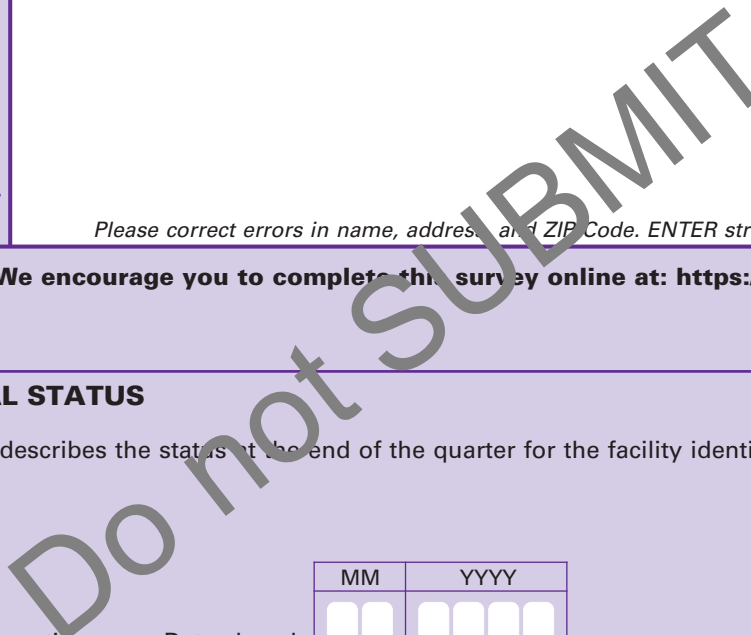 Please correct errors in name, address, and ZIP Code. ENTER str
We encourage you to complete this survey online at: https:/
L STATUS
describes the status at the end of the quarter for the facility identi
MM YYYY
Do not SUBMIT